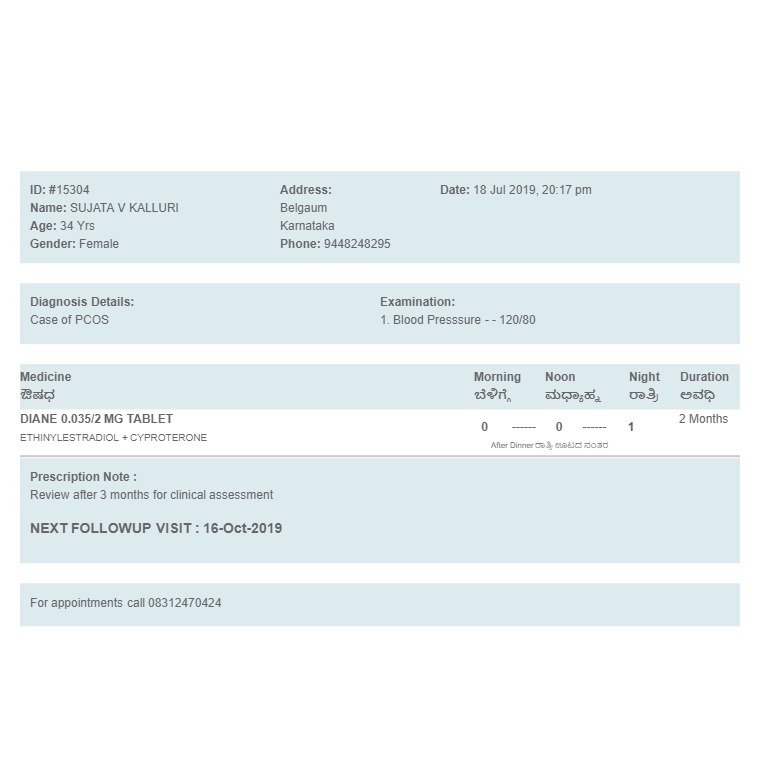 ID: #15304
Name: SUJATA V KALLURI
Age: 34 Yrs
Gender: Female
Address:
Belgaum
Karnataka
Phone: 9448248295
Date: 18 Jul 2019, 20:17 pm
Diagnosis Details:
Case of PCOS
Examination:
1. Blood Presssure - - 120/80
Medicine Morning Noon Night Duration
ಔಷಧ ಬೆಳಿಗ್ಗೆ ಮಧ್ಯಾಹ್ನ ರಾತ್ರಿ ಅವಧಿ
DIANE 0.035/2 MG TABLET 2 Months
0 ------ 0 ------ 1
ETHINYLESTRADIOL + CYPROTERONE
After Dinner ರಾತ್ರಿ ಊಟದ ನಂತರ
Prescription Note :
Review after 3 months for clinical assessment
NEXT FOLLOWUP VISIT : 16-Oct-2019
For appointments call 08312470424